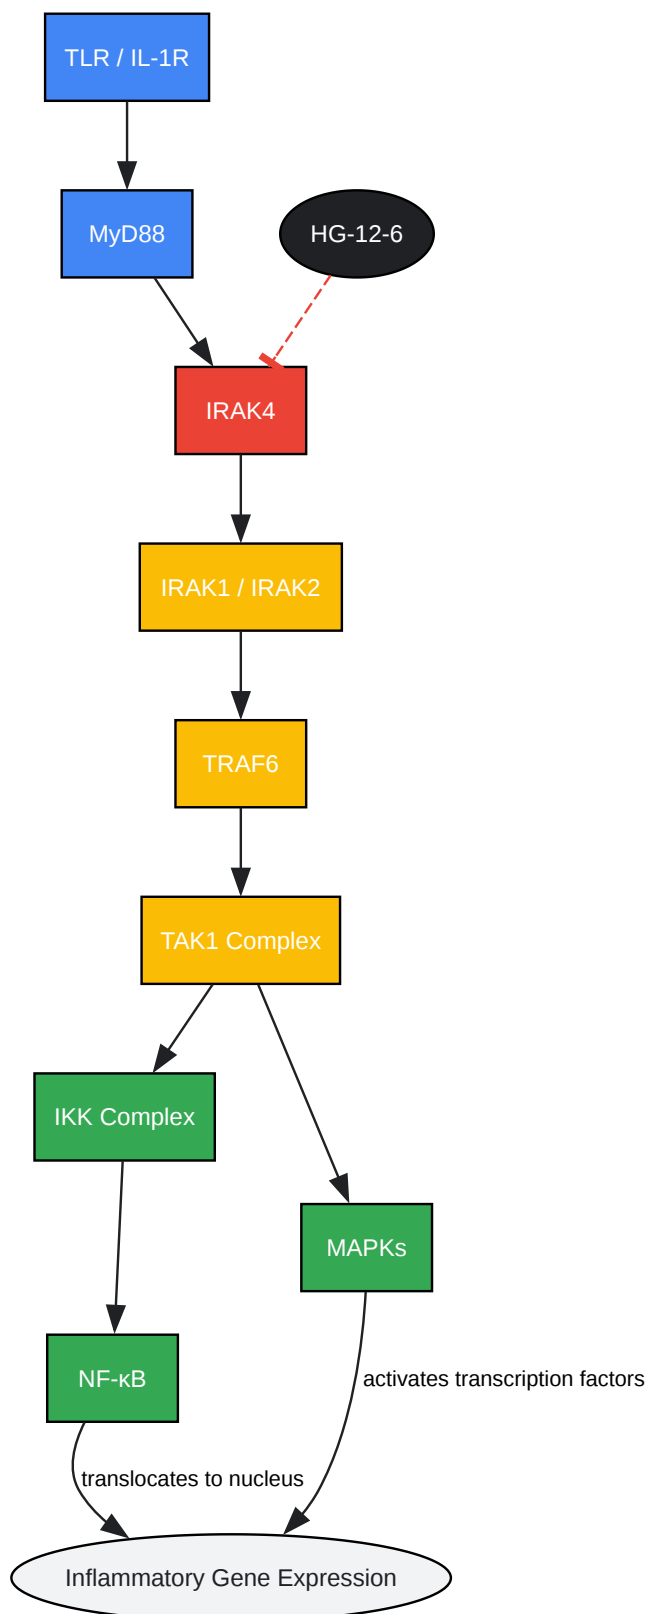 TLR / IL-1R
MyD88
HG-12-6
IRAK4
IRAK1 / IRAK2
TRAF6
TAK1 Complex
IKK Complex
MAPKs
NF-κB
activates transcription factors
translocates to nucleus
Inflammatory Gene Expression